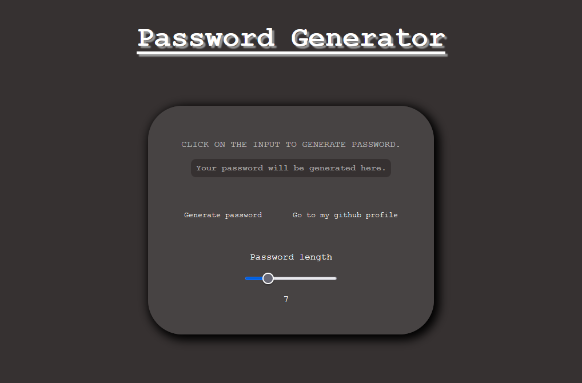 Password Generator
CLICK ON THE INPUT TO GENERATE PASSWORD.
Your password will be generated here.
Generate password
Go to my github profile
Password length
7